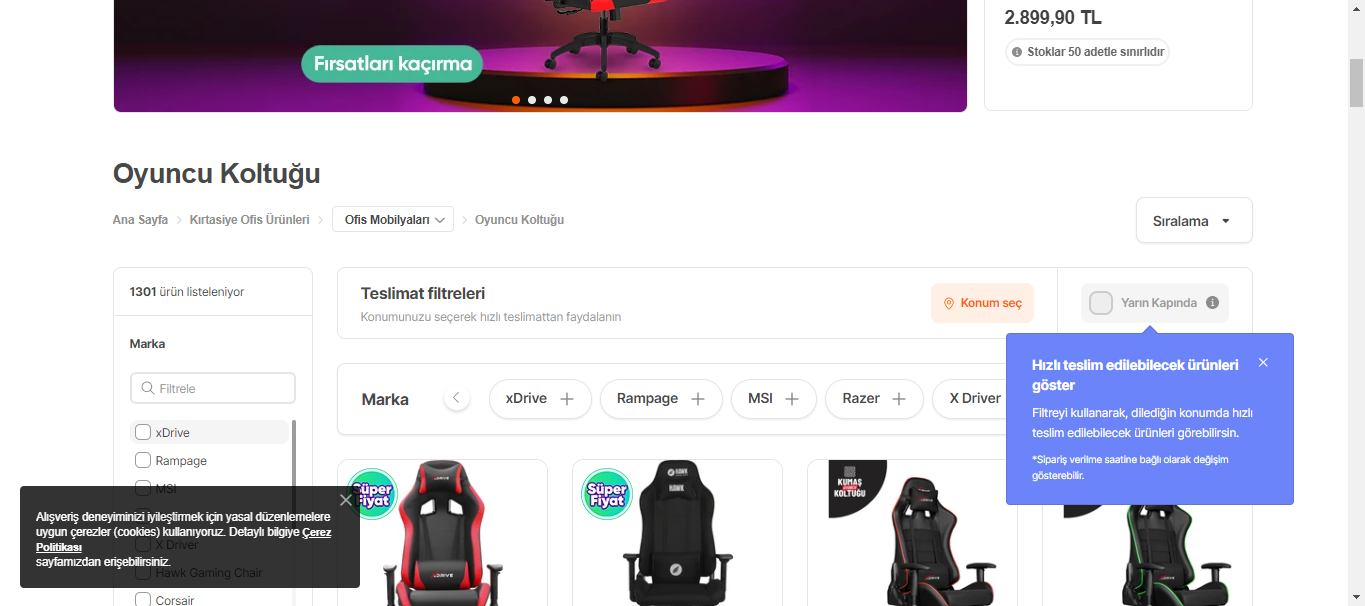 2.899,90 TL
Stoklar 50 adetle sınırlıdır
Fırsatları kaçırma
Oyuncu Koltuğu
Ana Sayfa
Kırtasiye Ofis Ürünleri
Ofis Mobilyaları
Oyuncu Koltuğu
Sıralama
1301 ürün listeleniyor
Marka
Filtrele
xDrive
Rampage
MSI
X Driver
Hawk Gaming Chair
Corsair
Teslimat filtreleri
Konumunuzu seçerek hızlı teslimattan faydalanın
Konum seç
Yarın Kapında
Hızlı teslim edilebilecek ürünleri
göster
Filtreyi kullanarak, dilediğin konumda hızlı
teslim edilebilecek ürünleri görebilirsin.
*Sipariş verilme saatine bağlı olarak değişim
gösterebilir.
Marka
xDrive
Rampage
MSI
Razer
X Driver
Süper
Fiyat
Süper
Fiyat
HAWK
KUMAŞ
KOLTUĞU
XDRIVE
Alışveriş deneyiminizi iyileştirmek için yasal düzenlemelere
uygun çerezler (cookies) kullanıyoruz. Detaylı bilgiye Çerez
Politikası
sayfamızdan erişebilirsiniz.